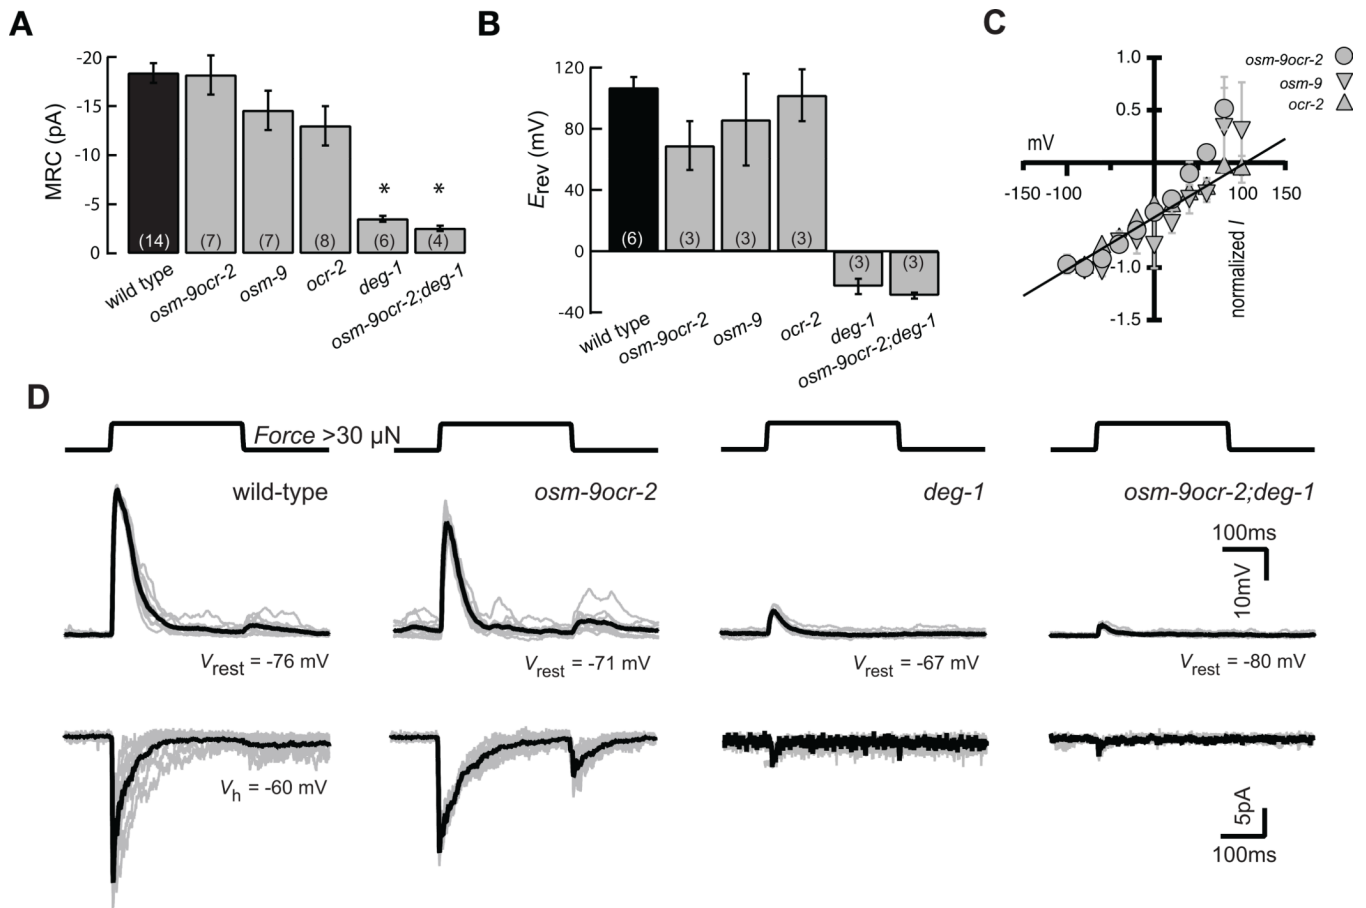 A
MRC (pA)
-20
-15
-10
-5
0
* *
(14) (7) (7) (8) (6) (4)
wild type
osm-9ocr-2
osm-9
ocr-2
deg-1
osm-9ocr-2;deg-1
B
Erev (mV)
120
80
40
0
-40
(6) (3) (3) (3) (3) (3)
wild type
osm-9ocr-2
osm-9
ocr-2
deg-1
osm-9ocr-2;deg-1
C
1.0
0.5
-1.0
-1.5
mV
-150 -100 100 150
normalized I
osm-9ocr-2
osm-9
ocr-2
D
Force >30 µN
wild-type osm-9ocr-2 deg-1 osm-9ocr-2;deg-1
100ms
10mV
Vrest = -76 mV Vrest = -71 mV Vrest = -67 mV Vrest = -80 mV
Vh = -60 mV
5pA
100ms